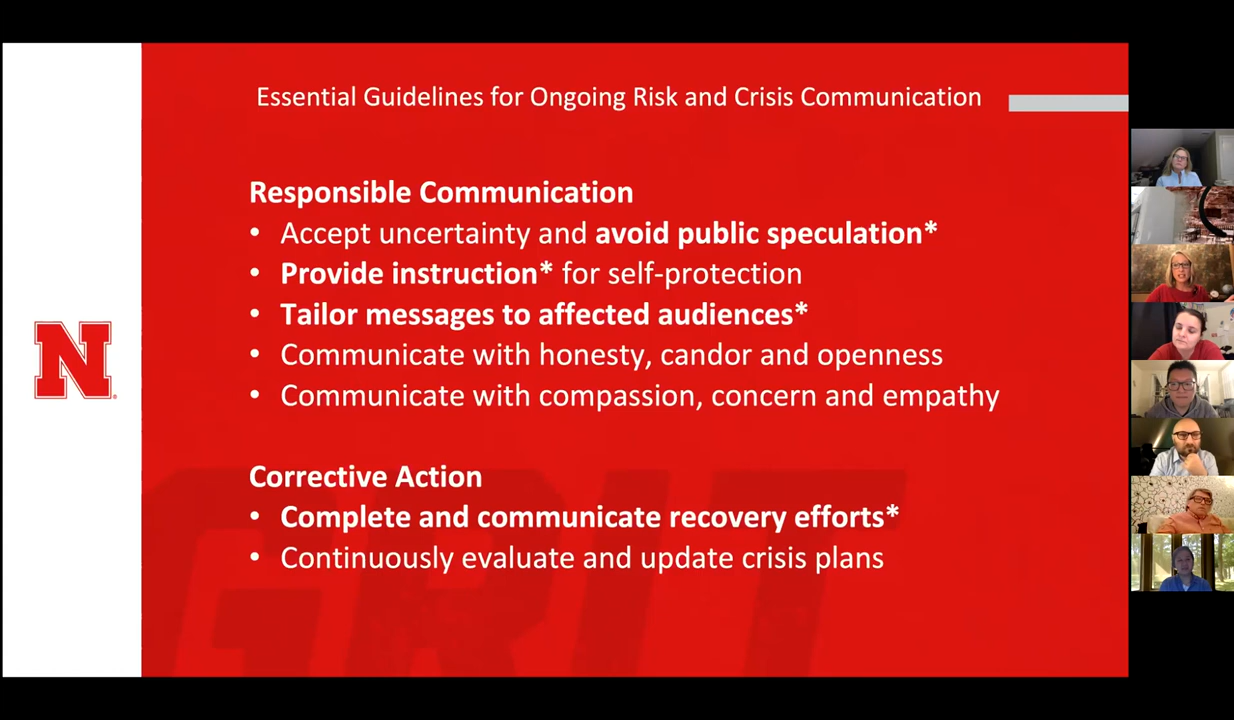 Essential Guidelines for Ongoing Risk and Crisis Communication
Responsible Communication
• Accept uncertainty and avoid public speculation*
• Provide instruction* for self-protection
• Tailor messages to affected audiences*
• Communicate with honesty, candor and openness
• Communicate with compassion, concern and empathy
N
Corrective Action
• Complete and communicate recovery efforts*
• Continuously evaluate and update crisis plans
GRIT